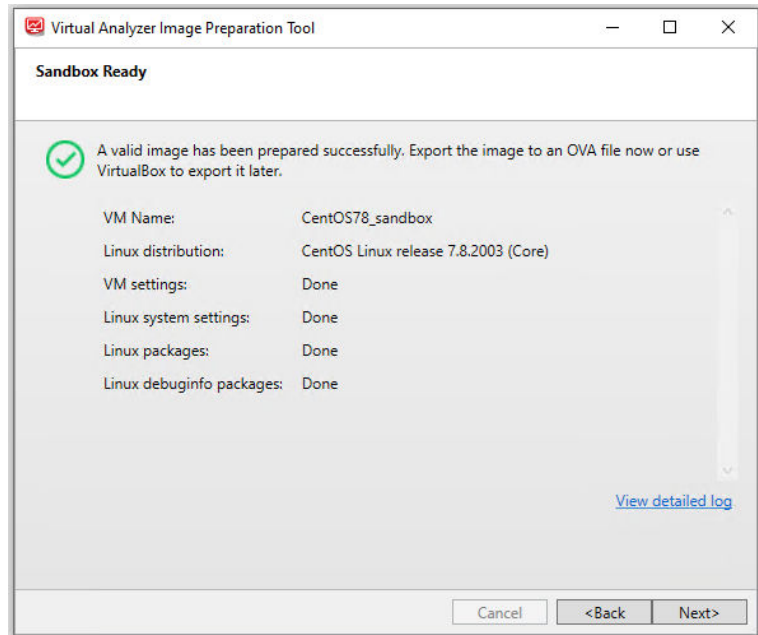 Virtual Analyzer Image Preparation Tool
Sandbox Ready
A valid image has been prepared successfully. Export the image to an OVA file now or use
VirtualBox to export it later.
VM Name: CentOS78_sandbox
Linux distribution: CentOS Linux release 7.8.2003 (Core)
VM settings: Done
Linux system settings: Done
Linux packages: Done
Linux debuginfo packages: Done
View detailed log
Cancel <Back Next>